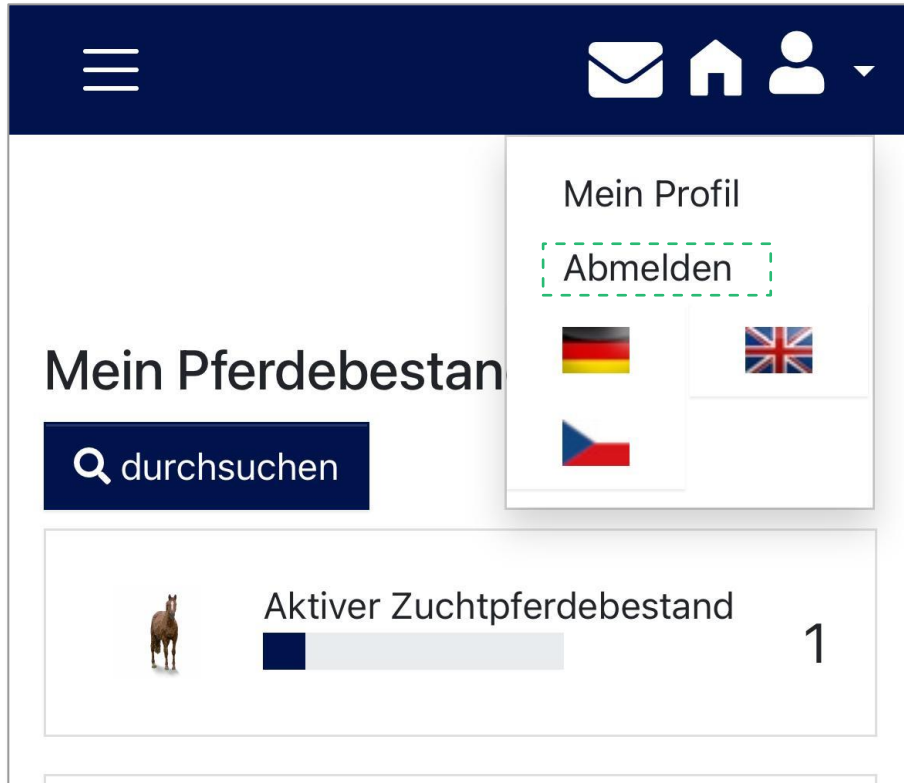 Mein Profil
Abmelden
Mein Pferdebestan
durchsuchen
Aktiver Zuchtpferdebestand
1